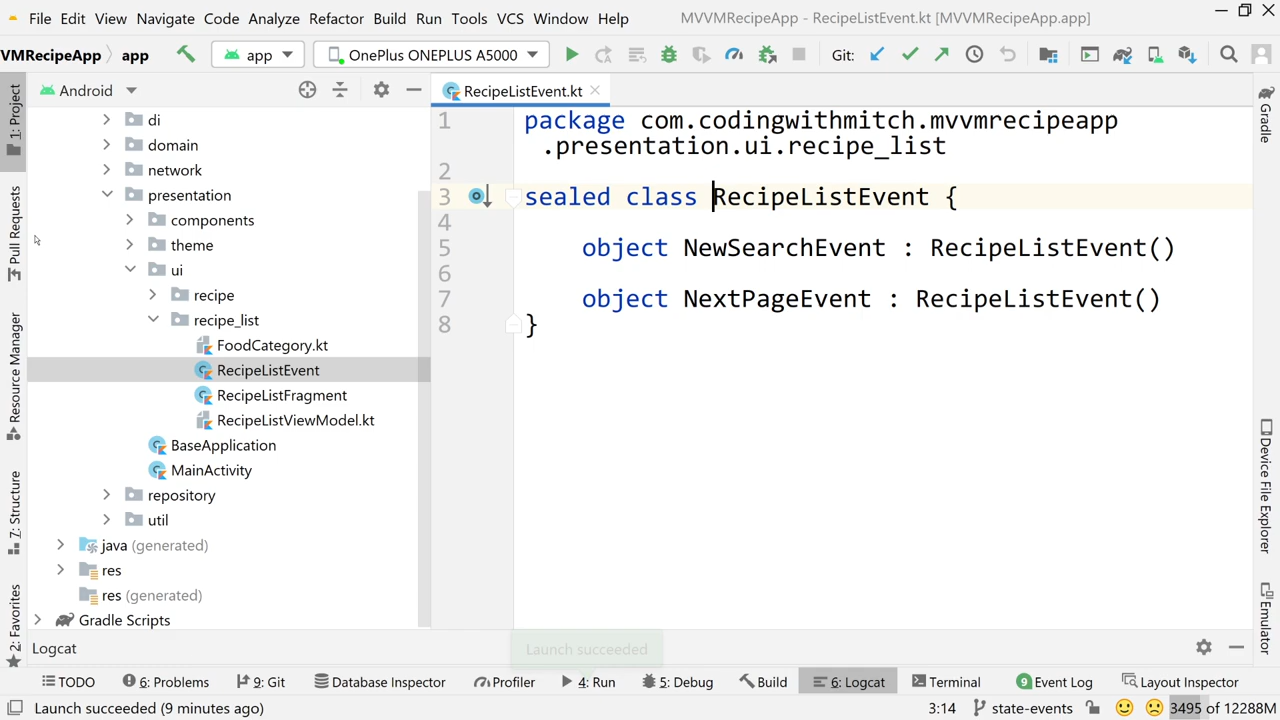 File Edit View Navigate Code Analyze Refactor Build Run Tools VCS Window Help MVVMRecipeApp - RecipeListEvent.kt [MVVMRecipeApp.app]
VMRecipeApp app app OnePlus ONEPLUS A5000 Git:
Android RecipeListEvent.kt
1: Project
Pull Requests
Resource Manager
7: Structure
2: Favorites
di
domain
network
presentation
components
theme
ui
recipe
recipe_list
FoodCategory.kt
RecipeListEvent
RecipeListFragment
RecipeListViewModel.kt
BaseApplication
MainActivity
repository
util
java (generated)
res
res (generated)
Gradle Scripts
1 package com.codingwithmitch.mvvmrecipeapp
.presentation.ui.recipe_list
2
3 sealed class RecipeListEvent {
4
5 object NewSearchEvent : RecipeListEvent()
6
7 object NextPageEvent : RecipeListEvent()
8 }
Gradle
Device File Explorer
Emulator
Launch succeeded
Logcat
TODO 6: Problems 9: Git Database Inspector Profiler 4: Run 5: Debug Build 6: Logcat Terminal 9 Event Log Layout Inspector
Launch succeeded (9 minutes ago) 3:14 state-events 3495 of 12288M